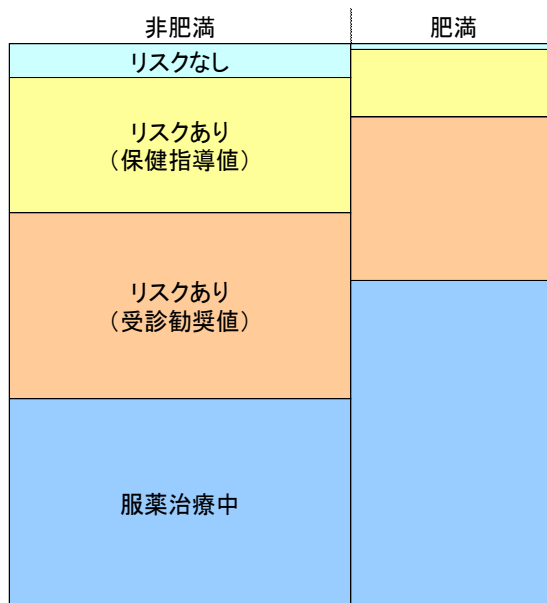 非肥満
肥満
リスクなし
リスクあり
（保健指導値）
リスクあり
（受診勧奨値）
服薬治療中